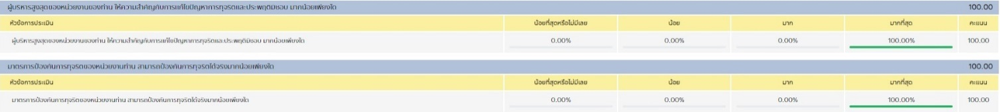 ผู้บริหารสูงสุดของหน่วยงานของท่าน ให้ความสำคัญกับการแก้ไขปัญหาการทุจริตและประพฤติมิชอบ มากน้อยเพียงใด 100.00
หัวข้อการประเมิน น้อยที่สุดหรือไม่มีเลย น้อย มาก มากที่สุด คะแนน
ผู้บริหารสูงสุดของหน่วยงานของท่าน ให้ความสำคัญกับการแก้ไขปัญหาการทุจริตและประพฤติมิชอบ มากน้อยเพียงใด 0.00% 0.00% 0.00% 100.00% 100.00
มาตรการป้องกันการทุจริตของหน่วยงานท่าน สามารถป้องกันการทุจริตได้จริงมากน้อยเพียงใด 100.00
หัวข้อการประเมิน น้อยที่สุดหรือไม่มีเลย น้อย มาก มากที่สุด คะแนน
มาตรการป้องกันการทุจริตของหน่วยงานท่าน สามารถป้องกันการทุจริตได้จริงมากน้อยเพียงใด 0.00% 0.00% 0.00% 100.00% 100.00